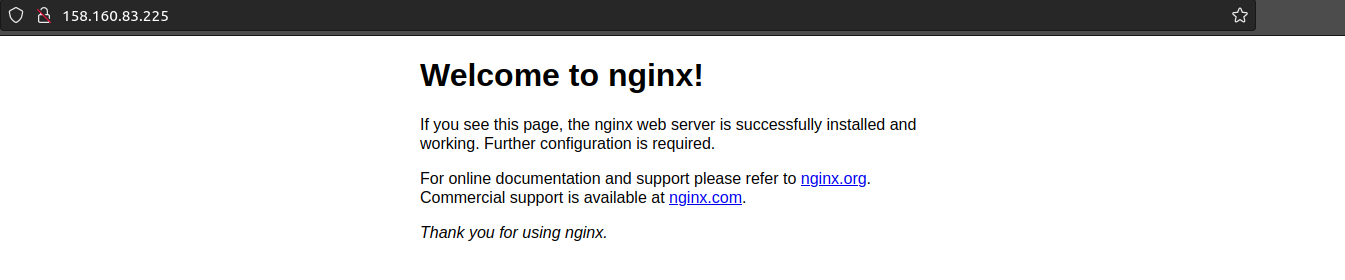 158.160.83.225
Welcome to nginx!
If you see this page, the nginx web server is successfully installed and
working. Further configuration is required.
For online documentation and support please refer to nginx.org.
Commercial support is available at nginx.com.
Thank you for using nginx.